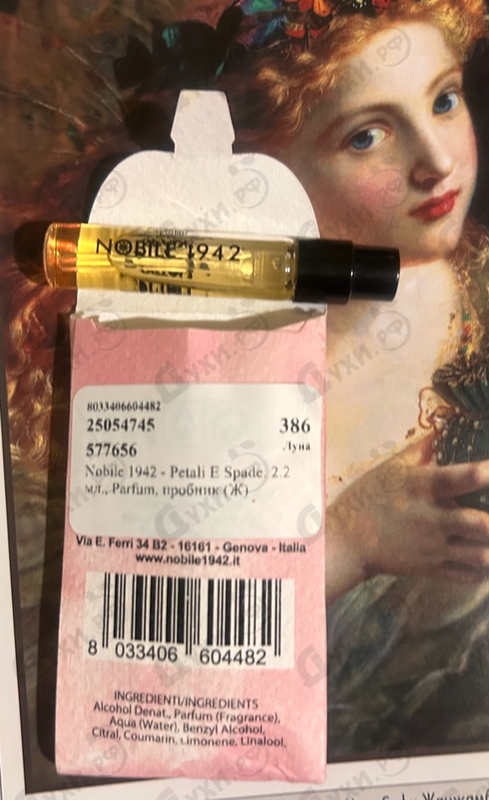 NOBILE 1942
8033406604482
25054745 386
577656 Луна
Nobile 1942 - Petali E Spade, 2.2
мл., Parfum, пробник (Ж)
Via E. Ferri 34 B2 - 16161 - Genova - Italia
www.nobile1942.it
8 033406 604482
INGREDIENTI/INGREDIENTS
Alcohol Denat., Parfum (Fragrance),
Aqua (Water), Benzyl Alcohol,
Citral, Coumarin, Limonene, Linalool,
Духи.рф